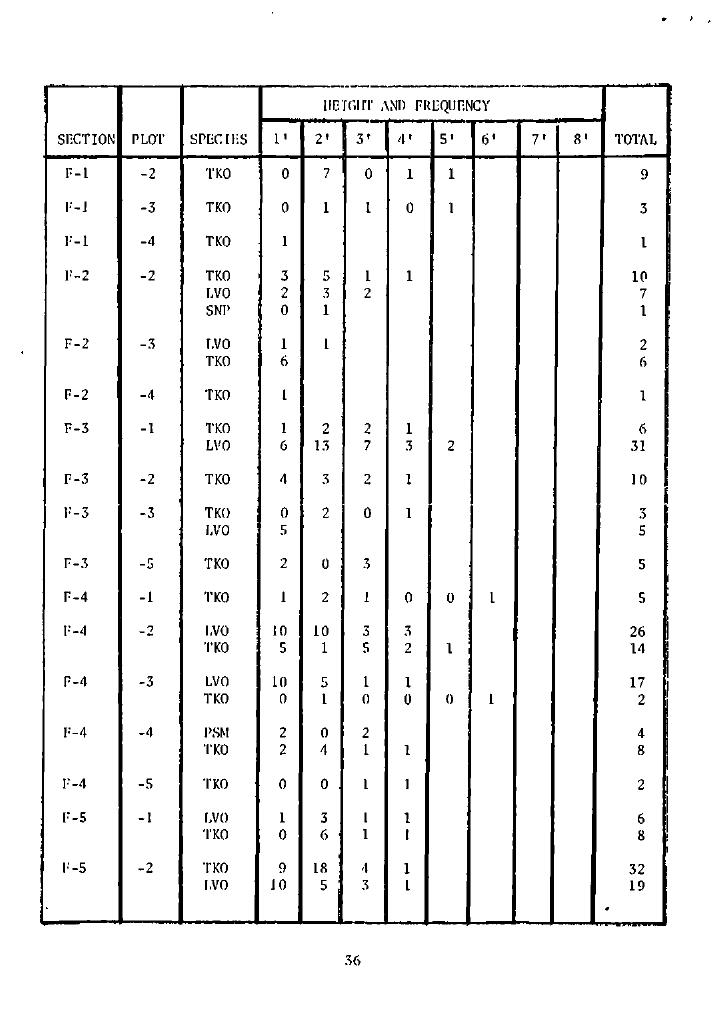 HEIGHT AND FREQUENCY
SECTION PLOT SPECIES 1' 2' 3' 4' 5' 6' 7' 8' TOTAL
F-1 -2 TKO 0 7 0 1 1 9
F-1 -3 TKO 0 1 1 0 1 3
F-1 -4 TKO 1 1
F-2 -2 TKO 3 5 1 1 10
LVO 2 3 2 7
SNP 0 1 1
F-2 -3 LVO 1 1 2
TKO 6 6
F-2 -4 TKO 1 1
F-3 -1 TKO 1 2 2 1 6
LVO 6 13 7 3 2 31
F-3 -2 TKO 4 3 2 1 10
F-3 -3 TKO 0 2 0 1 3
LVO 5 5
F-3 -5 TKO 2 0 3 5
F-4 -1 TKO 1 2 1 0 0 1 5
F-4 -2 LVO 10 10 3 3 26
TKO 5 1 5 2 1 14
F-4 -3 LVO 10 5 1 1 17
TKO 0 1 0 0 0 1 2
F-4 -4 PSM 2 0 2 4
TKO 2 4 1 1 8
F-4 -5 TKO 0 0 1 1 2
F-5 -1 LVO 1 3 1 1 6
TKO 0 6 1 1 8
F-5 -2 TKO 9 18 4 1 32
LVO 10 5 3 1 19
36